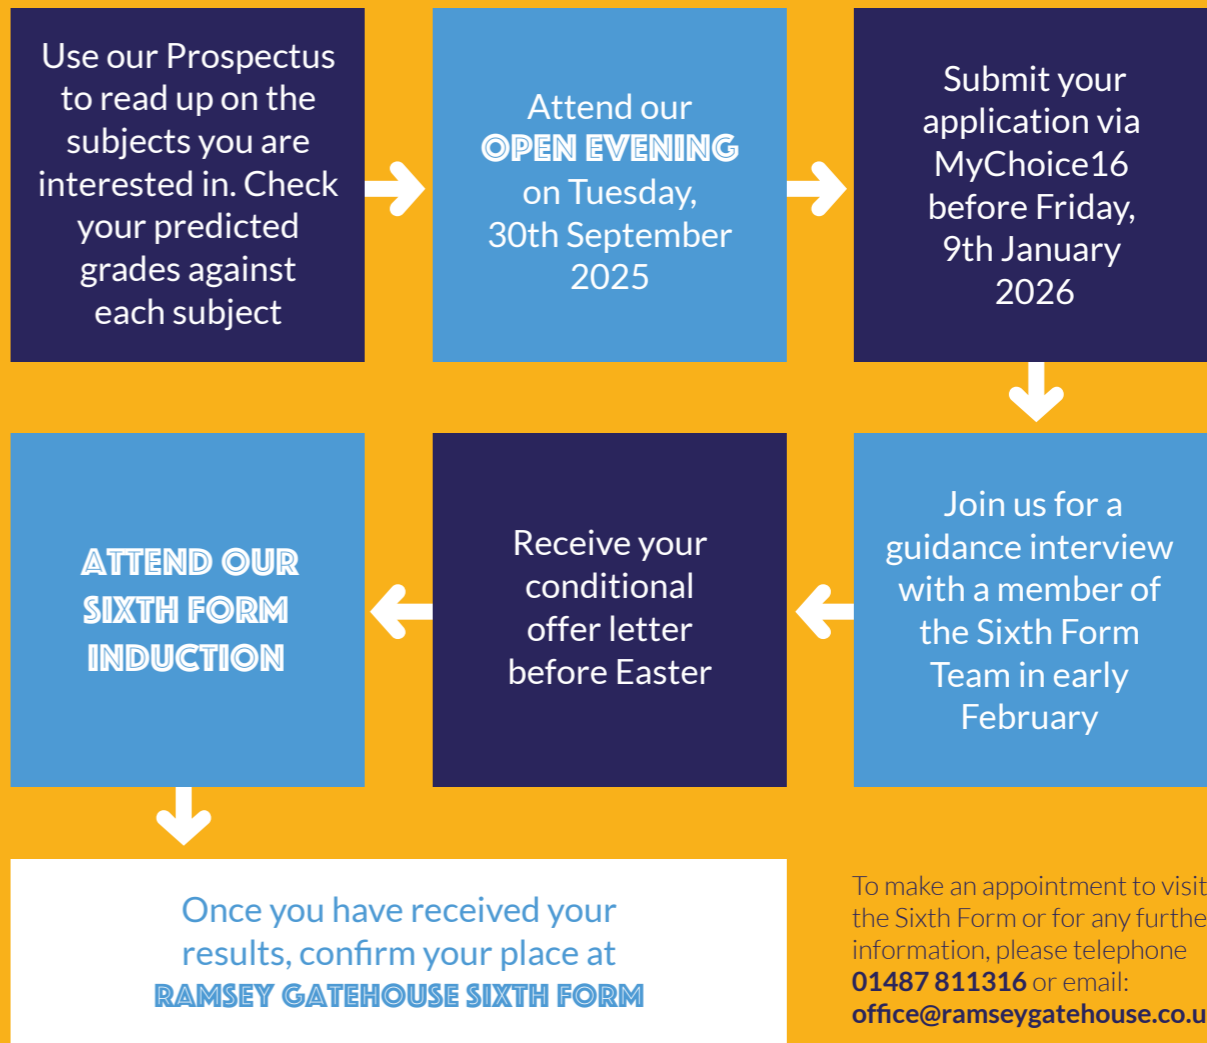 Use our Prospectus
to read up on the
subjects you are
interested in. Check
your predicted
grades against
each subject
Attend our
OPEN EVENING
on Tuesday,
30th September
2025
Submit your
application via
MyChoice16
before Friday,
9th January
2026
Join us for a
guidance interview
with a member of
the Sixth Form
Team in early
February
Receive your
conditional
offer letter
before Easter
ATTEND OUR
SIXTH FORM
INDUCTION
Once you have received your
results, confirm your place at
RAMSEY GATEHOUSE SIXTH FORM
To make an appointment to visit
the Sixth Form or for any furthe
information, please telephone
01487 811316 or email:
office@ramseygatehouse.co.u